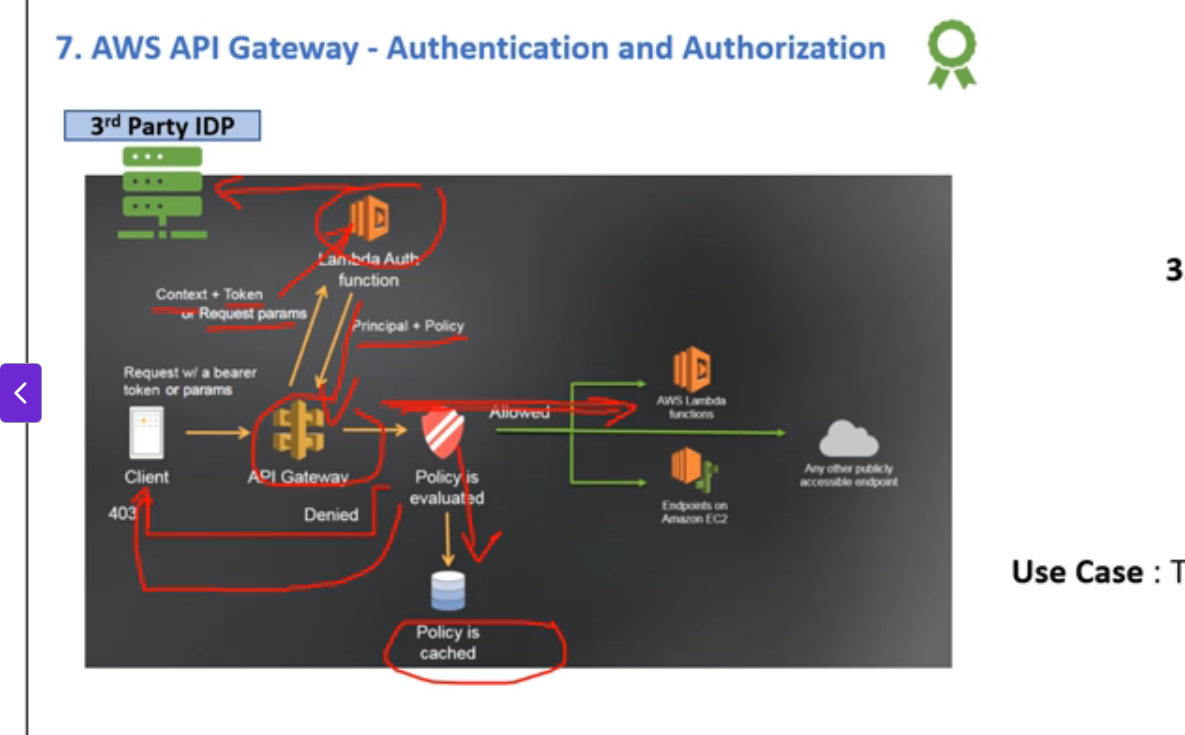 7. AWS API Gateway - Authentication and Authorization
3rd Party IDP
Lambda Auth
function
Context + Token
or Request params
Principal + Policy
Request w/ a bearer
token or params
Client
API Gateway
Policy is
evaluated
Allowed
AWS Lambda
functions
Any other publicly
accessible endpoint
Endpoints on
Amazon EC2
403
Denied
Policy is
cached
3
Use Case : T